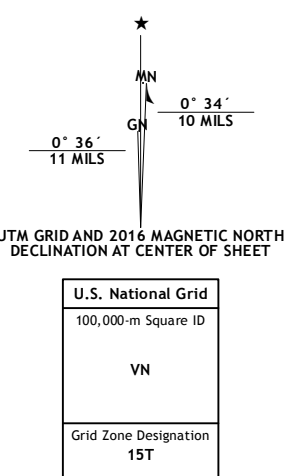 ★
MN
0° 34´
10 MILS
GN
0° 36´
11 MILS
UTM GRID AND 2016 MAGNETIC NORTH
DECLINATION AT CENTER OF SHEET
U.S. National Grid
100,000-m Square ID
VN
Grid Zone Designation
15T